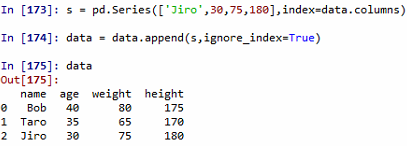 In [173]: s = pd.Series(['Jiro',30,75,180],index=data.columns)
In [174]: data = data.append(s,ignore_index=True)
In [175]: data
Out[175]:
name age weight height
0 Bob 40 80 175
1 Taro 35 65 170
2 Jiro 30 75 180